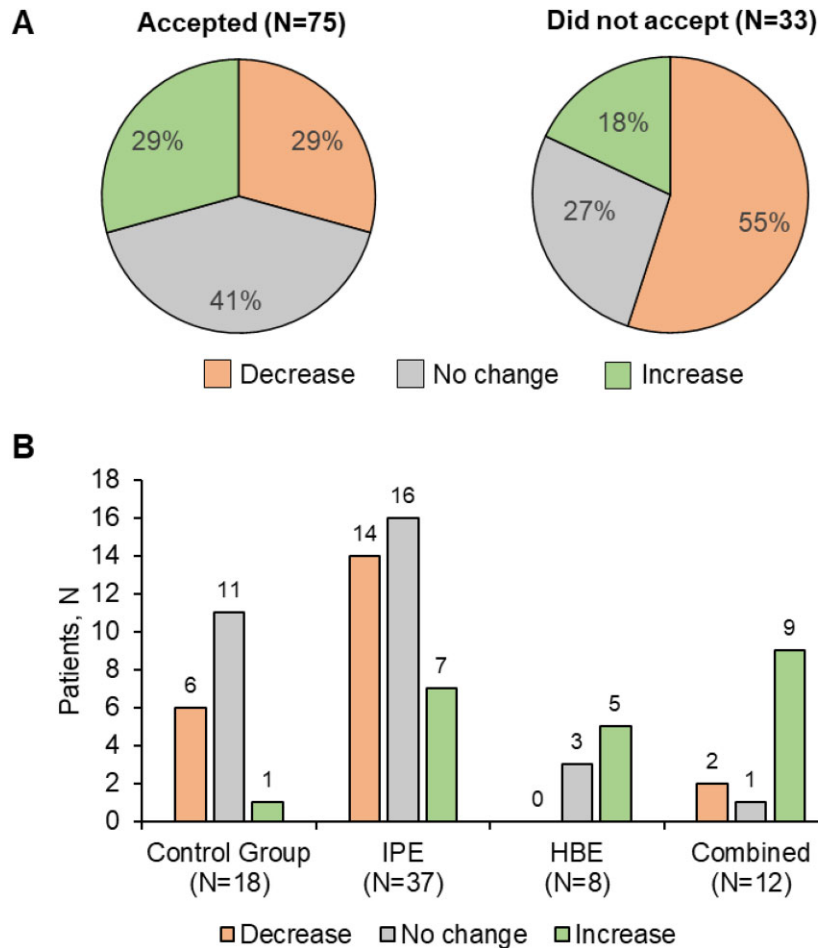 A
Accepted (N=75)
Did not accept (N=33)
29%
29%
41%
18%
27%
55%
Decrease
No change
Increase
B
Patients, N
18
16
14
12
10
8
6
4
2
0
6
11
1
14
16
7
0
3
5
2
1
9
Control Group
(N=18)
IPE
(N=37)
HBE
(N=8)
Combined
(N=12)
Decrease
No change
Increase